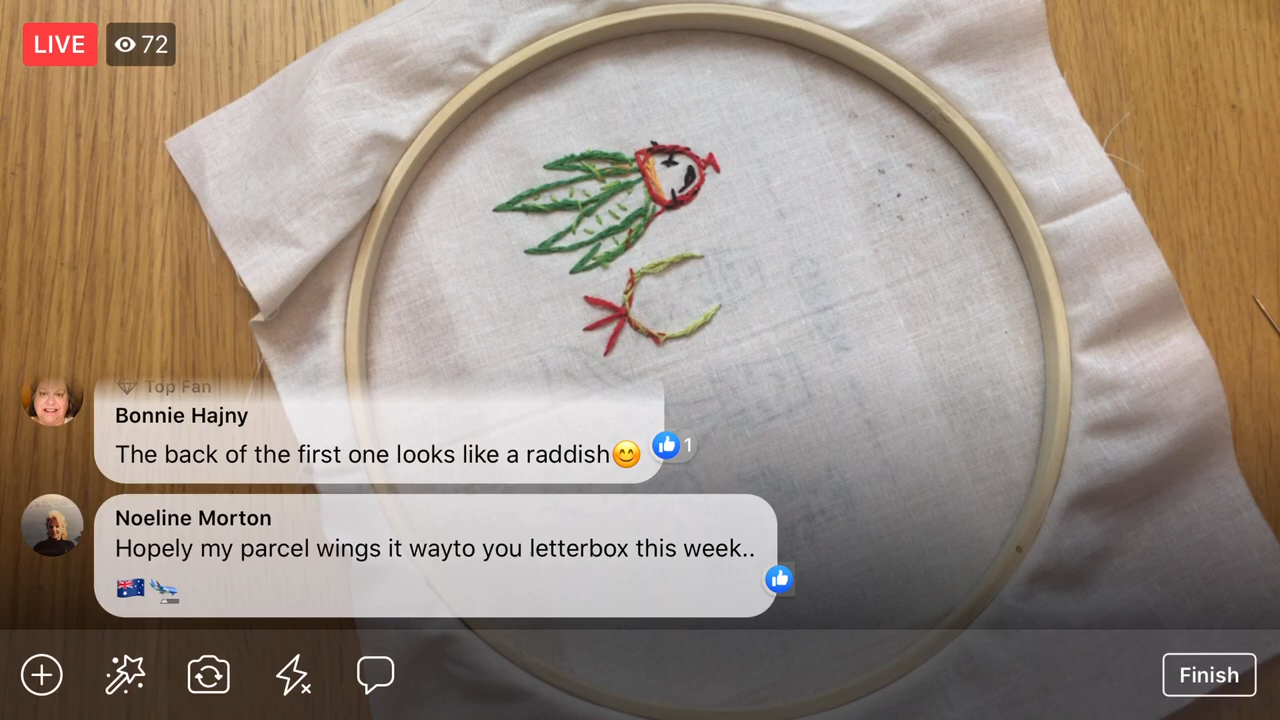 LIVE
72
Top Fan
Bonnie Hajny
The back of the first one looks like a raddish😊
1
Noeline Morton
Hopely my parcel wings it wayto you letterbox this week..
🇦🇺🛬
Finish